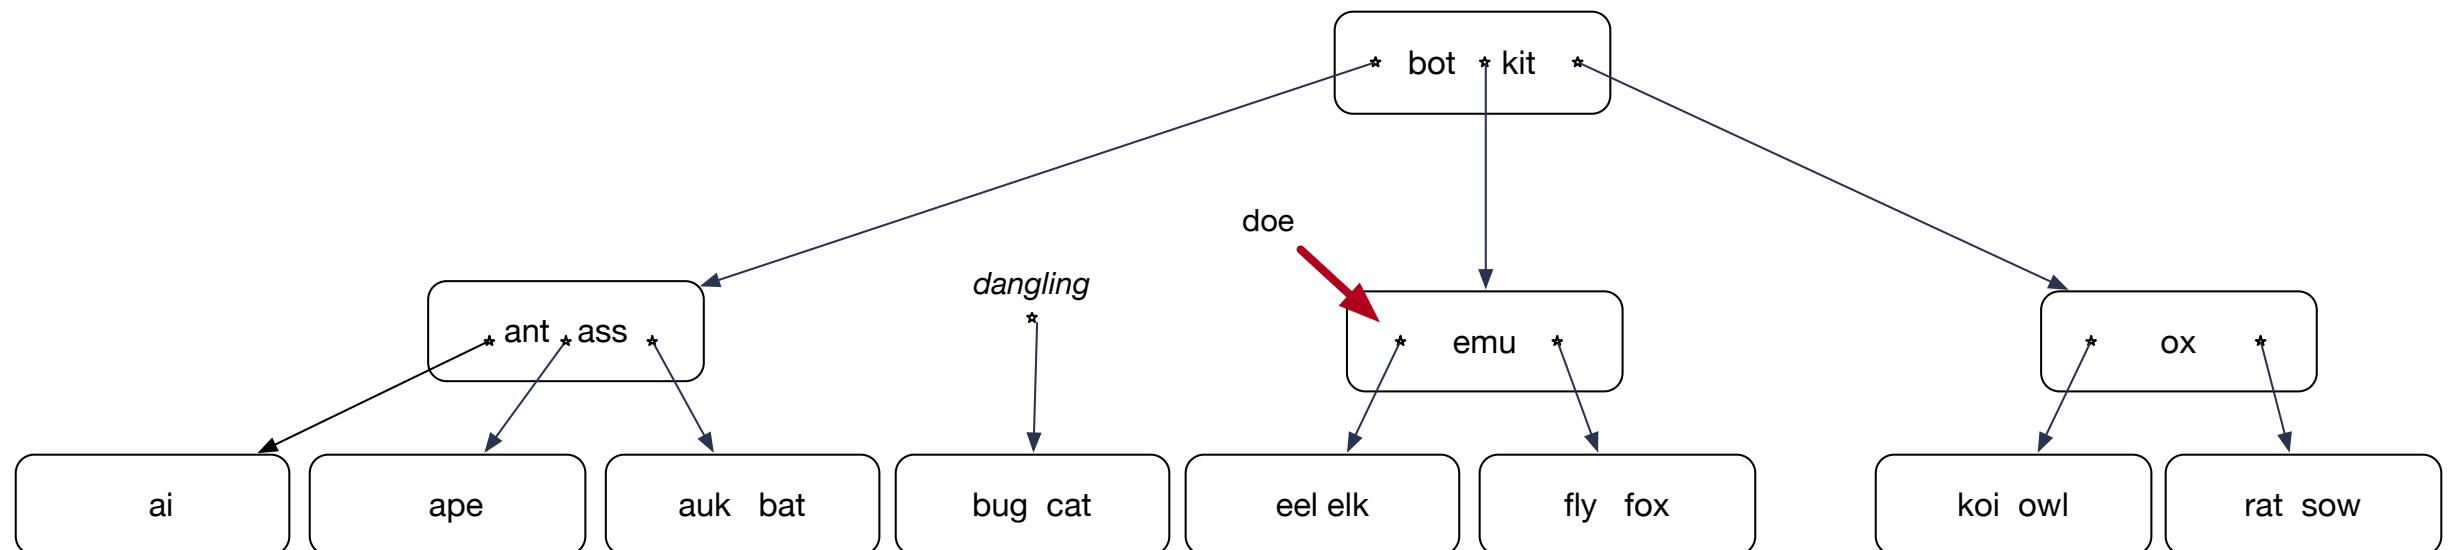 bot kit
doe
dangling
ant ass
emu
ox
ai
ape
auk bat
bug cat
eel elk
fly fox
koi owl
rat sow